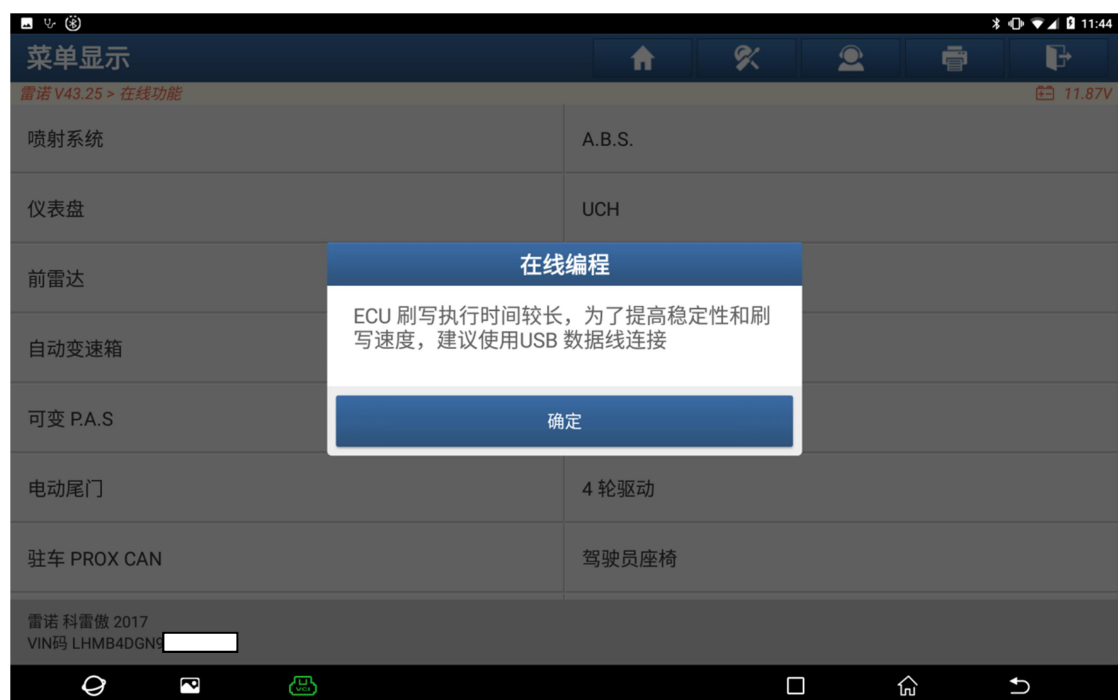 11:44
菜单显示
雷诺 V43.25 > 在线功能
11.87V
喷射系统
A.B.S.
仪表盘
UCH
前雷达
在线编程
ECU 刷写执行时间较长，为了提高稳定性和刷
写速度，建议使用USB 数据线连接
确定
自动变速箱
可变 P.A.S
电动尾门
4 轮驱动
驻车 PROX CAN
驾驶员座椅
雷诺 科雷傲 2017
VIN码 LHMB4DGN9
VCI